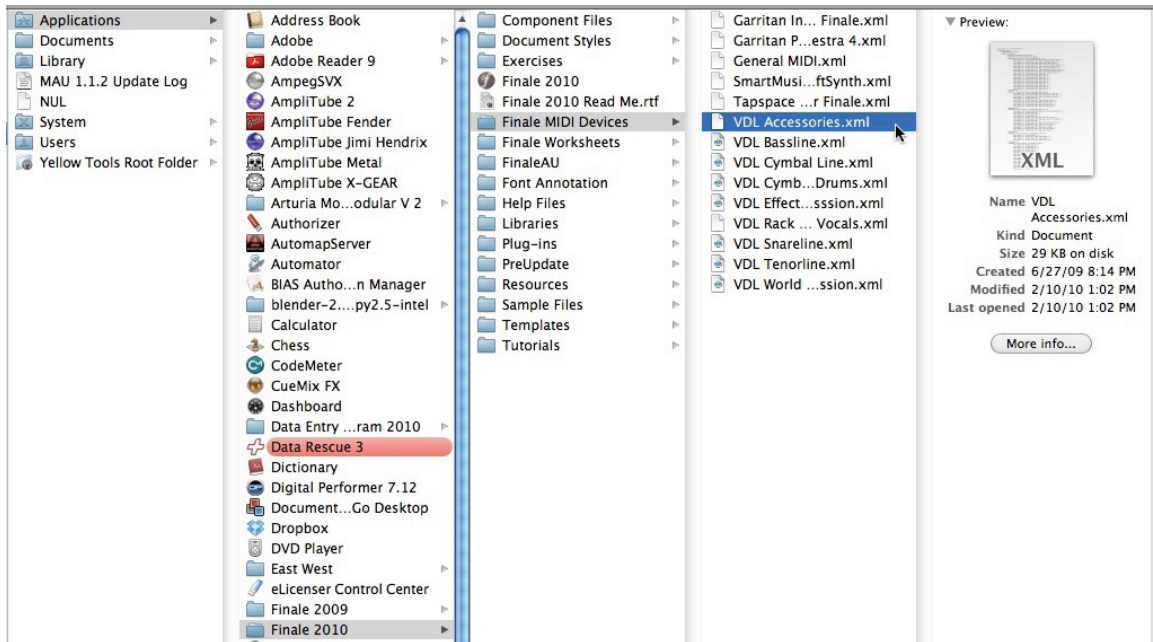 Applications
Documents
Library
MAU 1.1.2 Update Log
NUL
System
Users
Yellow Tools Root Folder
Address Book
Adobe
Adobe Reader 9
AmpegSVX
AmpliTube 2
AmpliTube Fender
AmpliTube Jimi Hendrix
AmpliTube Metal
AmpliTube X-GEAR
Arturia Mo...odular V 2
Authorizer
AutomapServer
Automator
BIAS Autho...n Manager
blender-2....py2.5-intel
Calculator
Chess
CodeMeter
CueMix FX
Dashboard
Data Entry ...ram 2010
Data Rescue 3
Dictionary
Digital Performer 7.12
Document...Go Desktop
Dropbox
DVD Player
East West
eLicenser Control Center
Finale 2009
Finale 2010
Component Files
Document Styles
Exercises
Finale 2010
Finale 2010 Read Me.rtf
Finale MIDI Devices
Finale Worksheets
FinaleAU
Font Annotation
Help Files
Libraries
Plug-ins
PreUpdate
Resources
Sample Files
Templates
Tutorials
Garritan In... Finale.xml
Garritan P...estra 4.xml
General MIDI.xml
SmartMusi...ftSynth.xml
Tapspace ...r Finale.xml
VDL Accessories.xml
VDL Bassline.xml
VDL Cymbal Line.xml
VDL Cymb...Drums.xml
VDL Effect...sssion.xml
VDL Rack ... Vocals.xml
VDL Snareline.xml
VDL Tenorline.xml
VDL World ...ssion.xml
Preview:
XML
Name VDL
Accessories.xml
Kind Document
Size 29 KB on disk
Created 6/27/09 8:14 PM
Modified 2/10/10 1:02 PM
Last opened 2/10/10 1:02 PM
More info...